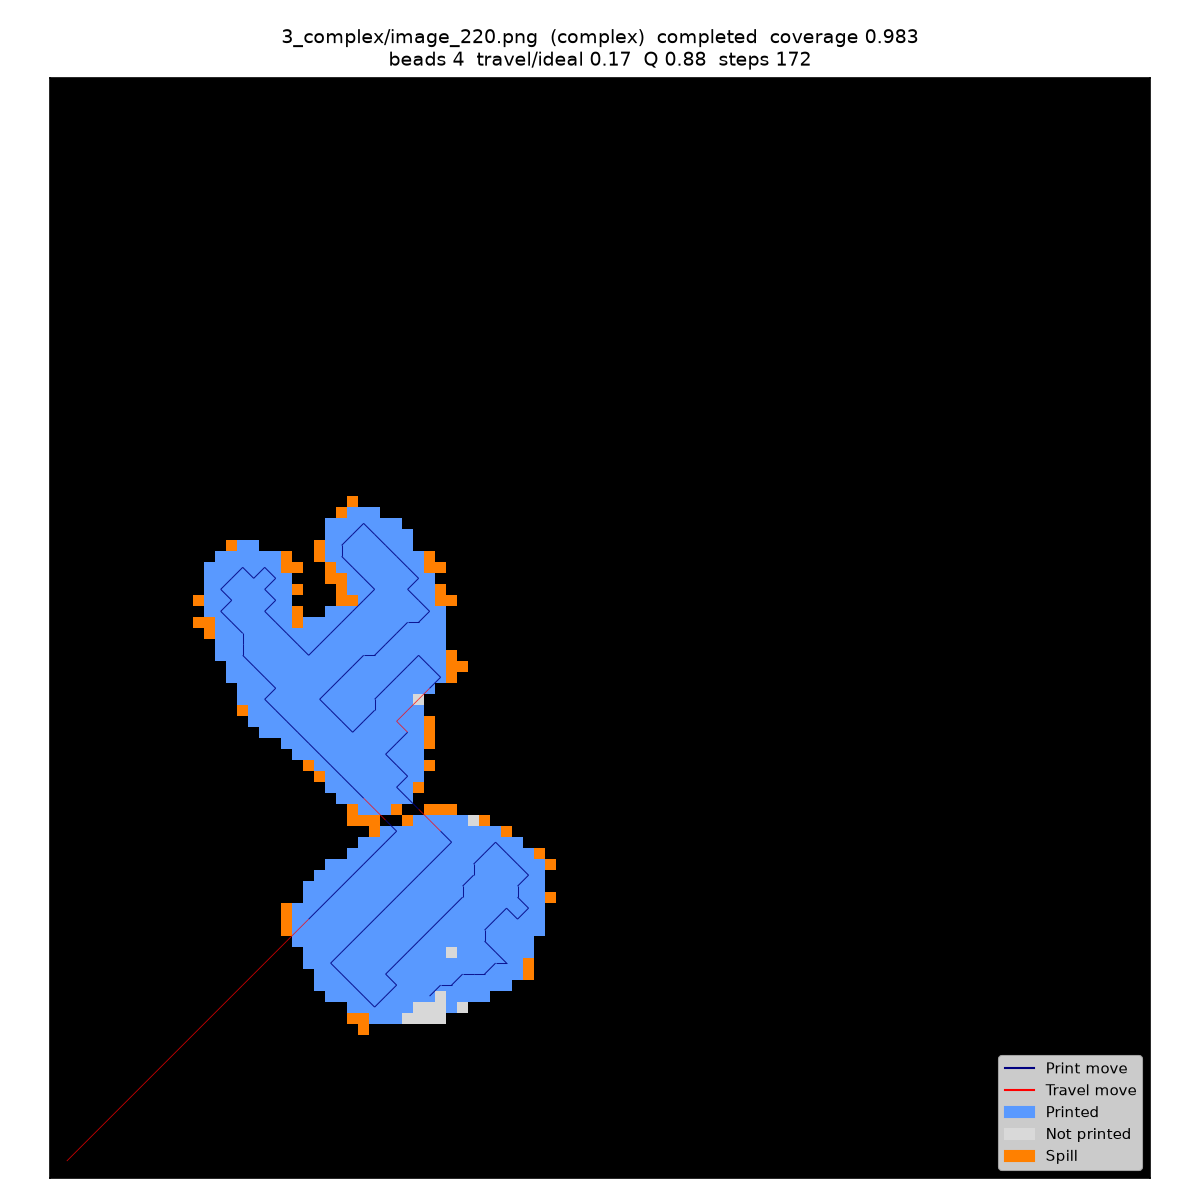 3_complex/image_220.png  (complex)  completed  coverage 0.983
beads 4  travel/ideal 0.17  Q 0.88  steps 172
Print move
Travel move
Printed
Not printed
Spill